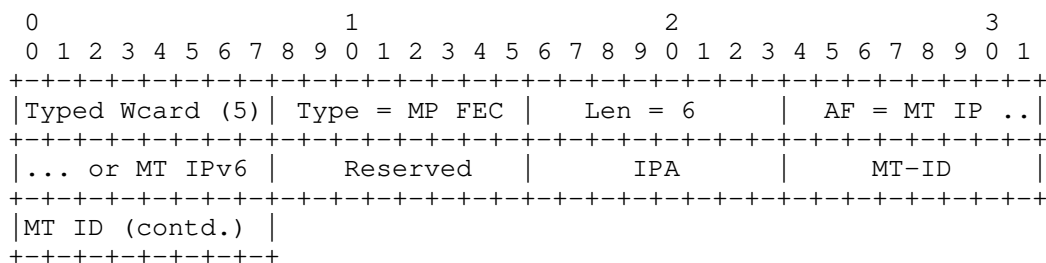 0                   1                   2                   3
 0 1 2 3 4 5 6 7 8 9 0 1 2 3 4 5 6 7 8 9 0 1 2 3 4 5 6 7 8 9 0 1
+-+-+-+-+-+-+-+-+-+-+-+-+-+-+-+-+-+-+-+-+-+-+-+-+-+-+-+-+-+-+-+-+
|Typed Wcard (5)| Type = MP FEC |   Len = 6     |  AF = MT IP ..|
+-+-+-+-+-+-+-+-+-+-+-+-+-+-+-+-+-+-+-+-+-+-+-+-+-+-+-+-+-+-+-+-+
|... or MT IPv6 |    Reserved   |      IPA      |     MT-ID     |
+-+-+-+-+-+-+-+-+-+-+-+-+-+-+-+-+-+-+-+-+-+-+-+-+-+-+-+-+-+-+-+-+
|MT ID (contd.) |
+-+-+-+-+-+-+-+-+